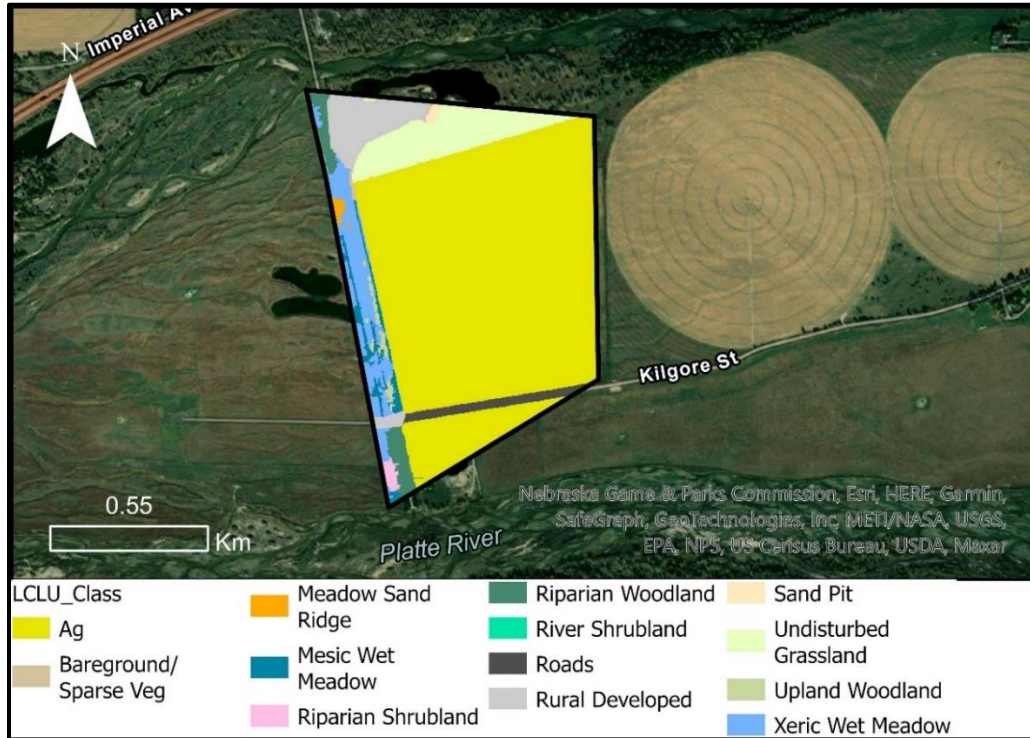 Imperial Av
N
Kilgore St
0.55
Km
Platte River
Nebraska Game & Parks Commission, Esri, HERE, Garmin,
SafeGraph, GeoTechnologies, Inc, METI/NASA, USGS,
EPA, NPS, US Census Bureau, USDA, Maxar
LCLU_Class
Ag
Bareground/
Sparse Veg
Meadow Sand
Ridge
Mesic Wet
Meadow
Riparian Shrubland
Riparian Woodland
River Shrubland
Roads
Rural Developed
Sand Pit
Undisturbed
Grassland
Upland Woodland
Xeric Wet Meadow